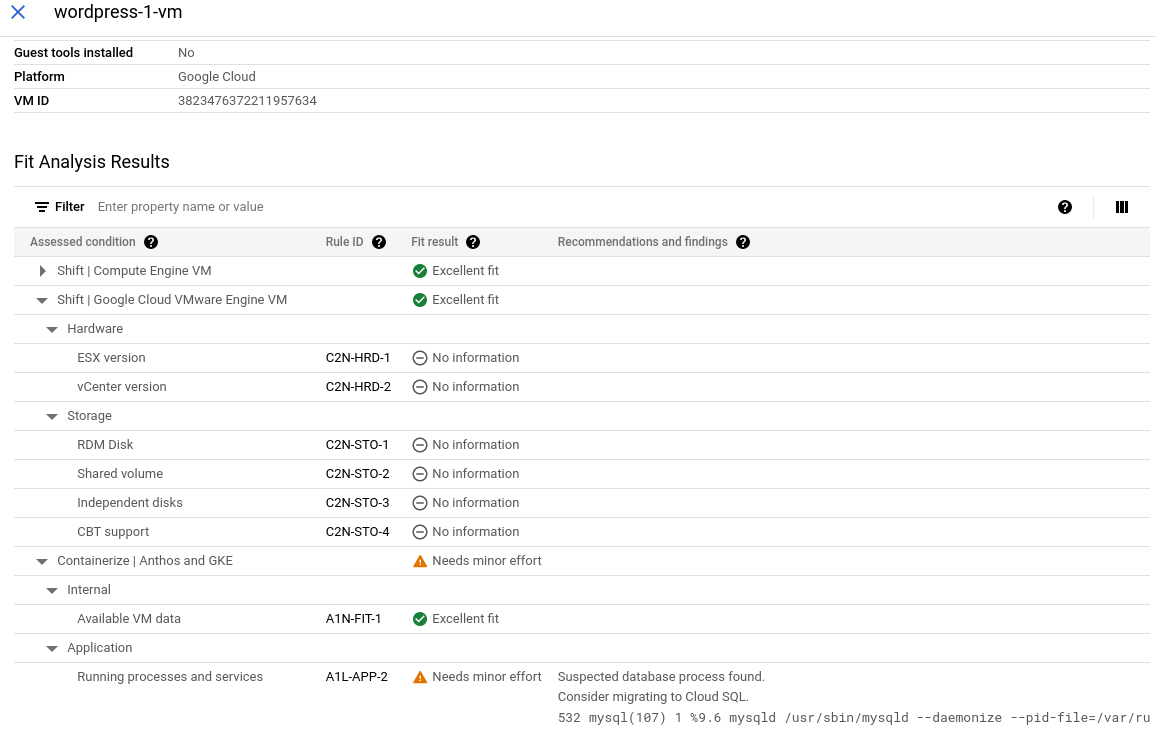 wordpress-1-vm
Guest tools installed No
Platform Google Cloud
VM ID 3823476372211957634
Fit Analysis Results
Filter Enter property name or value
Assessed condition Rule ID Fit result Recommendations and findings
Shift | Compute Engine VM Excellent fit
Shift | Google Cloud VMware Engine VM Excellent fit
Hardware
ESX version C2N-HRD-1 No information
vCenter version C2N-HRD-2 No information
Storage
RDM Disk C2N-STO-1 No information
Shared volume C2N-STO-2 No information
Independent disks C2N-STO-3 No information
CBT support C2N-STO-4 No information
Containerize | Anthos and GKE Needs minor effort
Internal
Available VM data A1N-FIT-1 Excellent fit
Application
Running processes and services A1L-APP-2 Needs minor effort Suspected database process found.
Consider migrating to Cloud SQL.
532 mysql(107) 1 %9.6 mysqld /usr/sbin/mysqld --daemonize --pid-file=/var/ru